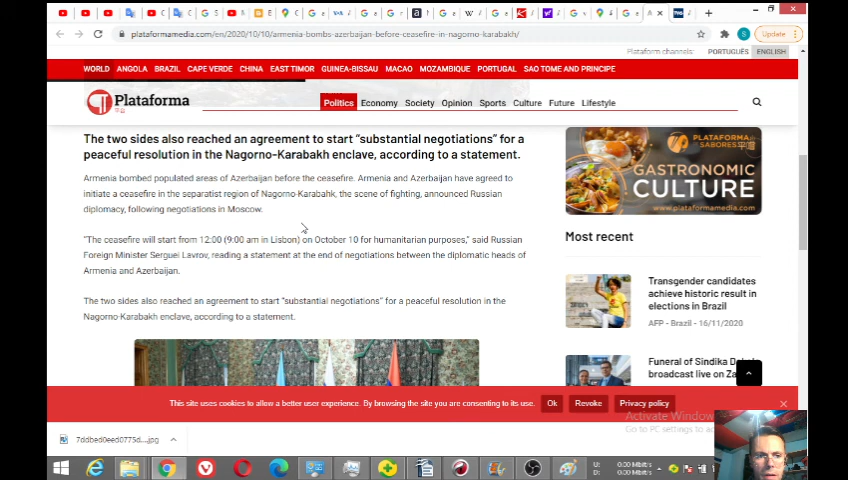 plataformamedia.com/en/2020/10/10/armenia-bombs-azerbaijan-before-ceasefire-in-nagorno-karabakh/
S
Update
Plataform channels:
PORTUGUÊS
ENGLISH
WORLD ANGOLA BRAZIL CAPE VERDE CHINA EAST TIMOR GUINEA-BISSAU MACAO MOZAMBIQUE PORTUGAL SAO TOME AND PRINCIPE
Plataforma
Politics Economy Society Opinion Sports Culture Future Lifestyle
The two sides also reached an agreement to start “substantial negotiations” for a
peaceful resolution in the Nagorno-Karabakh enclave, according to a statement.
Armenia bombed populated areas of Azerbaijan before the ceasefire. Armenia and Azerbaijan have agreed to
initiate a ceasefire in the separatist region of Nagorno-Karabahk, the scene of fighting, announced Russian
diplomacy, following negotiations in Moscow.
“The ceasefire will start from 12:00 (9:00 am in Lisbon) on October 10 for humanitarian purposes,” said Russian
Foreign Minister Serguei Lavrov, reading a statement at the end of negotiations between the diplomatic heads of
Armenia and Azerbaijan.
The two sides also reached an agreement to start “substantial negotiations” for a peaceful resolution in the
Nagorno-Karabakh enclave, according to a statement.
PLATAFORMA
SABORES
GASTRONOMIC
CULTURE
www.plataformamedia.com
Most recent
Transgender candidates
achieve historic result in
elections in Brazil
AFP - Brazil - 16/11/2020
Funeral of Sindika
broadcast live on
This site uses cookies to allow a better user experience. By browsing the site you are consenting to its use.
Ok
Revoke
Privacy policy
Activate Window
Go to PC settings to
7ddbed0eed0775d....jpg
U: 0.00 Mbit/s
D: 0.00 Mbit/s